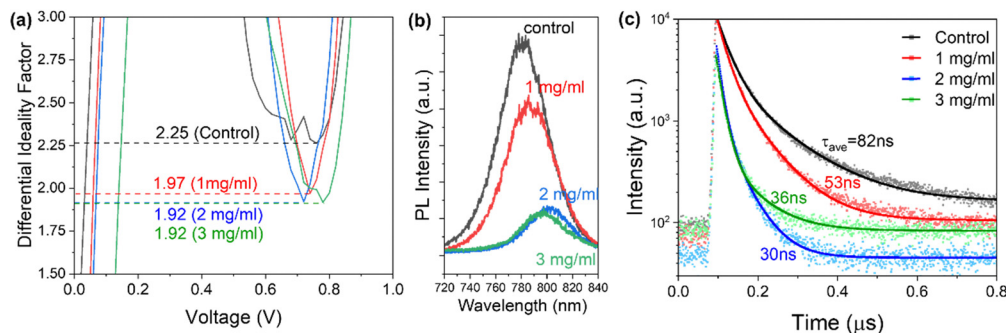 (a)
3.00
2.75
2.50
2.25
2.00
1.75
1.50
Differential Ideality Factor
2.25 (Control)
1.97 (1mg/ml)
1.92 (2 mg/ml)
1.92 (3 mg/ml)
0.0 0.2 0.4 0.6 0.8 1.0
Voltage (V)
(b)
PL Intensity (a.u.)
control
1 mg/ml
2 mg/ml
3 mg/ml
720 740 760 780 800 820 840
Wavelength (nm)
(c)
10⁴
10³
10²
Intensity (a.u.)
Control
1 mg/ml
2 mg/ml
3 mg/ml
τave=82ns
53ns
36ns
30ns
0.0 0.2 0.4 0.6 0.8
Time (μs)